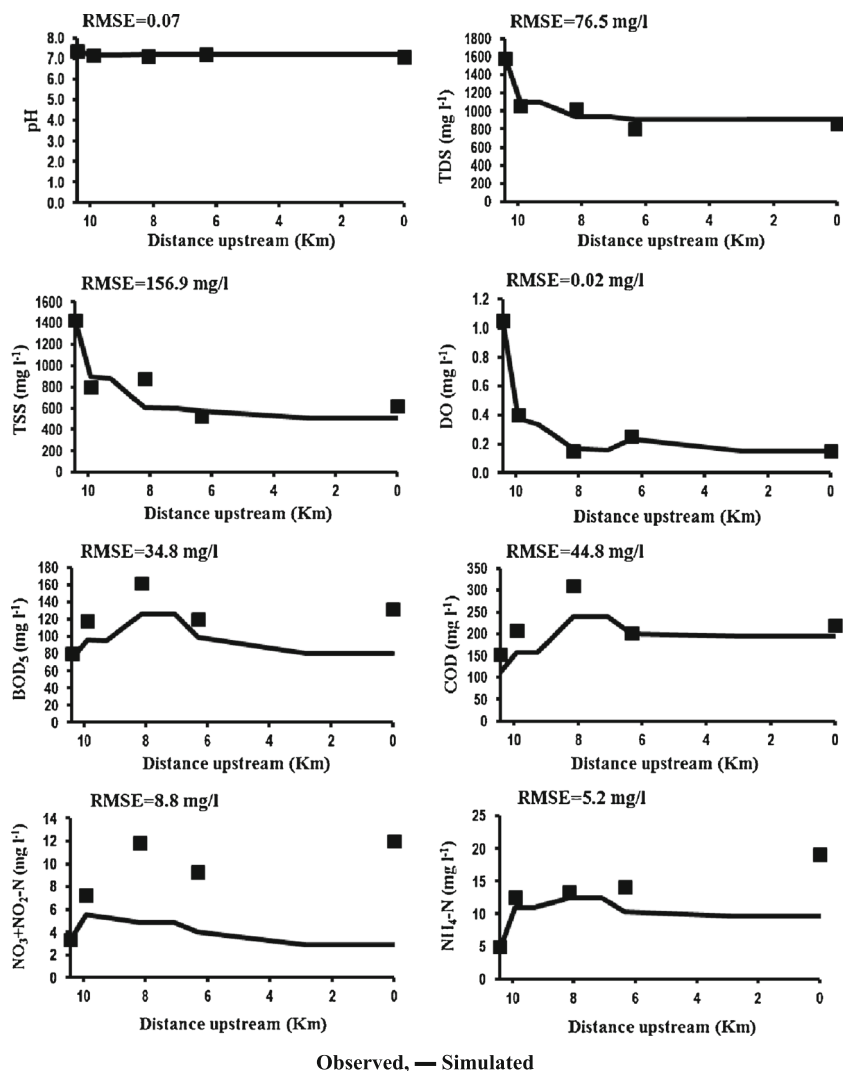 RMSE=0.07
8.0
7.0
6.0
5.0
4.0
3.0
2.0
1.0
0.0
pH
10 8 6 4 2 0
Distance upstream (Km)
RMSE=76.5 mg/l
1800
1600
1400
1200
1000
800
600
400
200
0
TDS (mg l-1)
10 8 6 4 2 0
Distance upstream (Km)
RMSE=156.9 mg/l
1600
1400
1200
1000
800
600
400
200
0
TSS (mg l-1)
10 8 6 4 2 0
Distance upstream (Km)
RMSE=0.02 mg/l
1.2
1.0
0.8
0.6
0.4
0.2
0.0
DO (mg l-1)
10 8 6 4 2 0
Distance upstream (Km)
RMSE=34.8 mg/l
180
160
140
120
100
80
60
40
20
0
BOD5 (mg l-1)
10 8 6 4 2 0
Distance upstream (Km)
RMSE=44.8 mg/l
350
300
250
200
150
100
50
0
COD (mg l-1)
10 8 6 4 2 0
Distance upstream (Km)
RMSE=8.8 mg/l
14
12
10
8
6
4
2
0
NO3+NO2-N (mg l-1)
10 8 6 4 2 0
Distance upstream (Km)
RMSE=5.2 mg/l
25
20
15
10
5
0
NH4-N (mg l-1)
10 8 6 4 2 0
Distance upstream (Km)
Observed, — Simulated